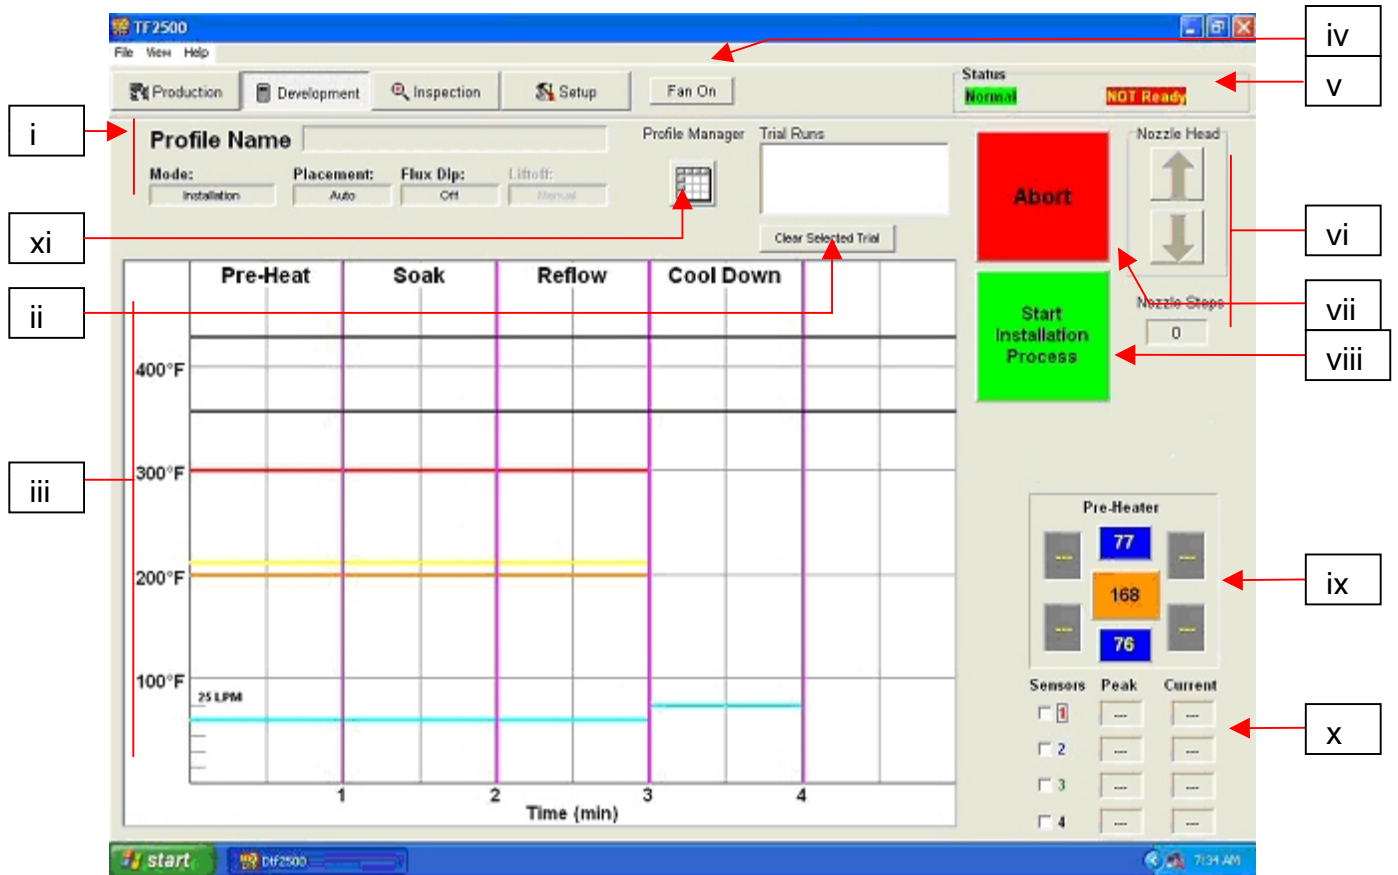 TF2500
iv
File View Help
Production Development Inspection Setup Fan On
Status
Normal NOT Ready
v
i
Profile Name
Profile Manager
Trial Runs
Nozzle Head
Mode: Placement: Flux Dip: Liftoff:
Installation Auto Off Manual
Abort
xi
Clear Selected Trial
vi
Pre-Heat Soak Reflow Cool Down
ii
Nozzle Steps
vii
0
Start
Installation
Process
viii
400°F
300°F
iii
200°F
100°F
25 LPM
1 2 3 4
Time (min)
Pre-Heater
--- 77 ---
168
ix
--- 76 ---
Sensors Peak Current
1 --- ---
x
2 --- ---
3 --- ---
4 --- ---
start
7:34 AM